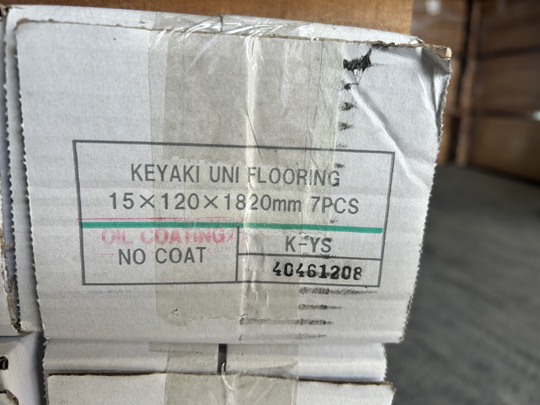 KEYAKI UNI FLOORING
15×120×1820mm 7PCS
OIL COATING
NO COAT
K-YS
40461208